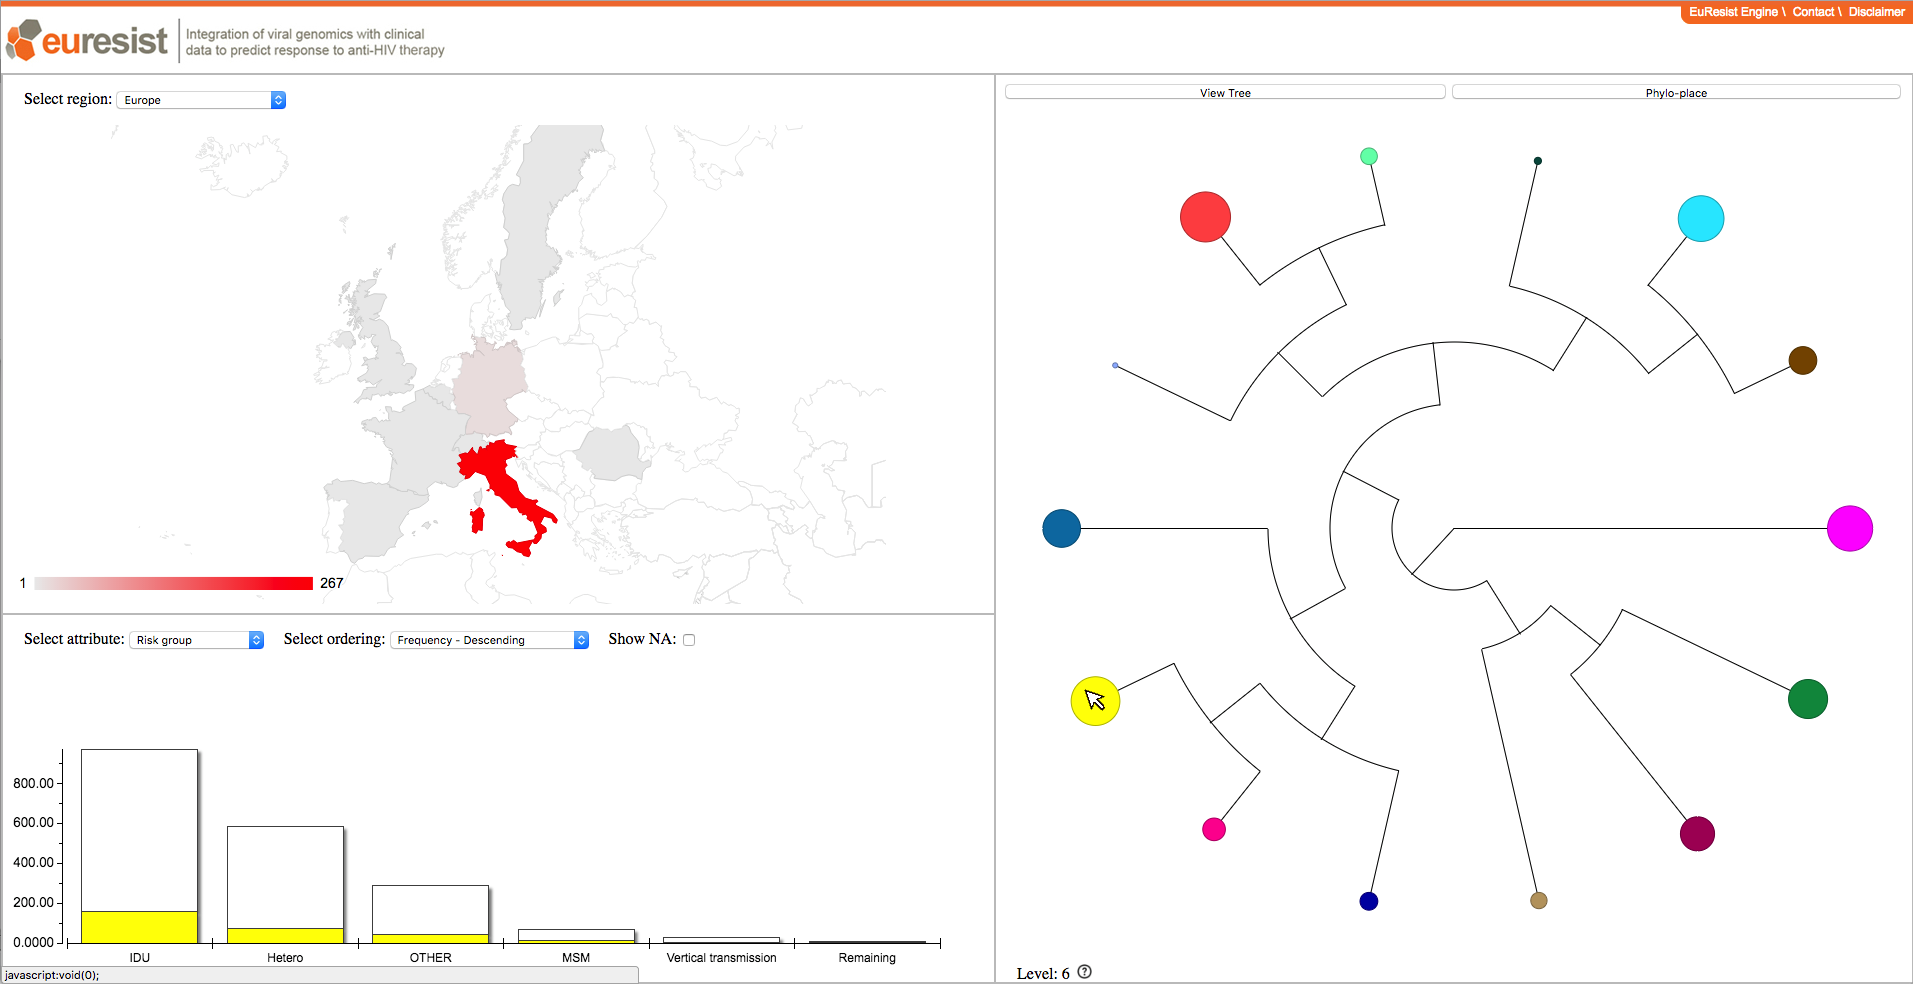 EuResist Engine \ Contact \ Disclaimer
euresist
Integration of viral genomics with clinical
data to predict response to anti-HIV therapy
Select region: Europe
View Tree
Phylo-place
1
267
Select attribute: Risk group
Select ordering: Frequency - Descending
Show NA:
800.00
600.00
400.00
200.00
0.0000
IDU
Hetero
OTHER
MSM
Vertical transmission
Remaining
javascript:void(0);
Level: 6 ?